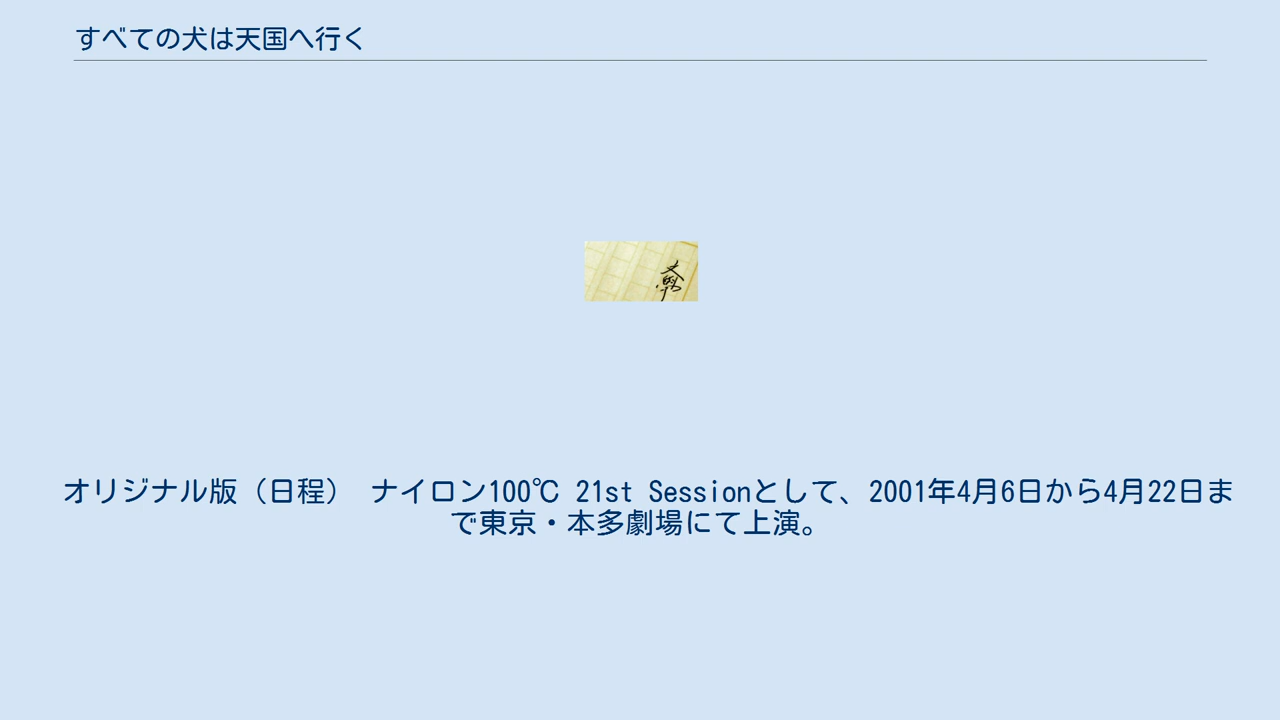 すべての犬は天国へ行く
オリジナル版（日程） ナイロン100℃ 21st Sessionとして、2001年4月6日から4月22日ま
で東京・本多劇場にて上演。